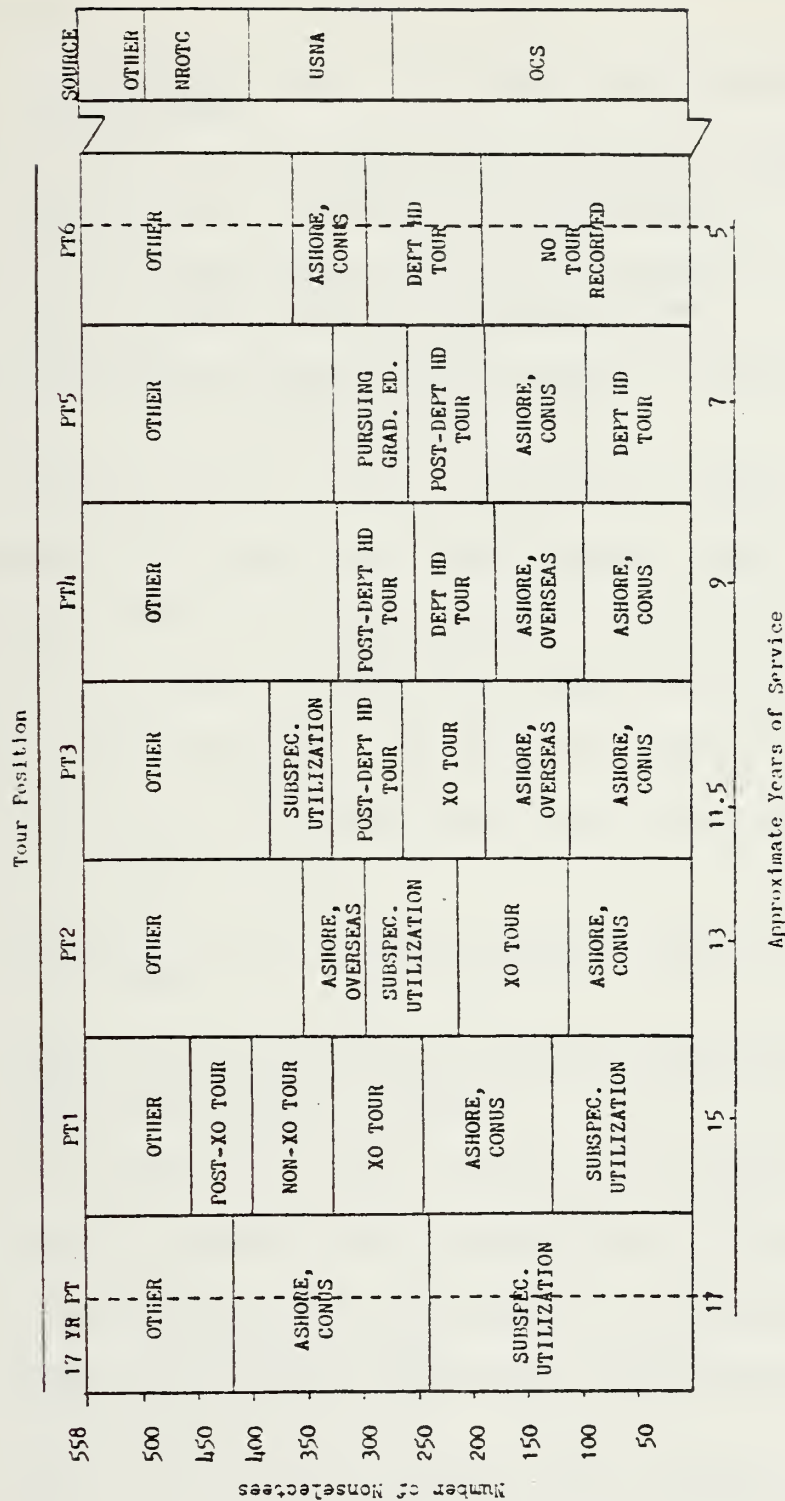 Tour Position
17 YR PT
PT1
PT2
PT3
PT4
PT5
PT6
SOURCE
558
500
450
400
350
300
250
200
150
100
50
Number of Nonselectees
OTHER
ASHORE,
CONUS
SUBSPEC.
UTILIZATION
OTHER
POST-XO TOUR
NON-XO TOUR
XO TOUR
ASHORE,
CONUS
SUBSPEC.
UTILIZATION
OTHER
ASHORE,
OVERSEAS
SUBSPEC.
UTILIZATION
XO TOUR
ASHORE,
CONUS
OTHER
SUBSPEC.
UTILIZATION
POST-DEPT HD
TOUR
XO TOUR
ASHORE,
OVERSEAS
ASHORE,
CONUS
OTHER
POST-DEPT HD
TOUR
DEPT HD
TOUR
ASHORE,
OVERSEAS
ASHORE,
CONUS
OTHER
PURSUING
GRAD. ED.
POST-DEPT HD
TOUR
ASHORE,
CONUS
DEPT HD
TOUR
OTHER
ASHORE,
CONUS
DEPT HD
TOUR
NO
TOUR
RECORDED
OTHER
NROTC
USNA
OCS
17
15
13
11.5
9
7
5
Approximate Years of Service